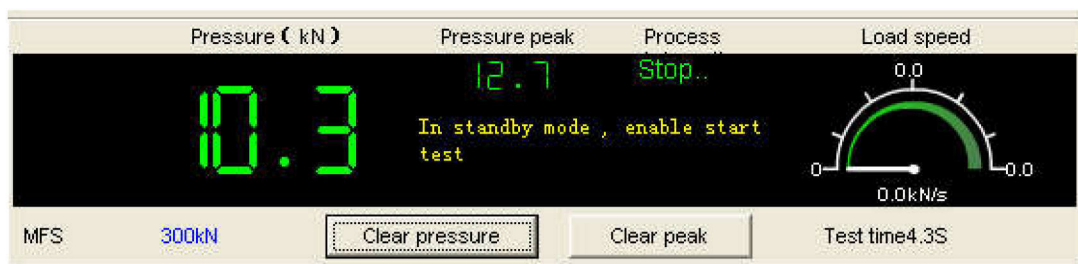 Pressure ( kN )
Pressure peak
Process
Load speed
10.3
12.7
Stop..
In standby mode , enable start
test
0.0
0
0.0
0.0kN/s
MFS
300kN
Clear pressure
Clear peak
Test time4.3S